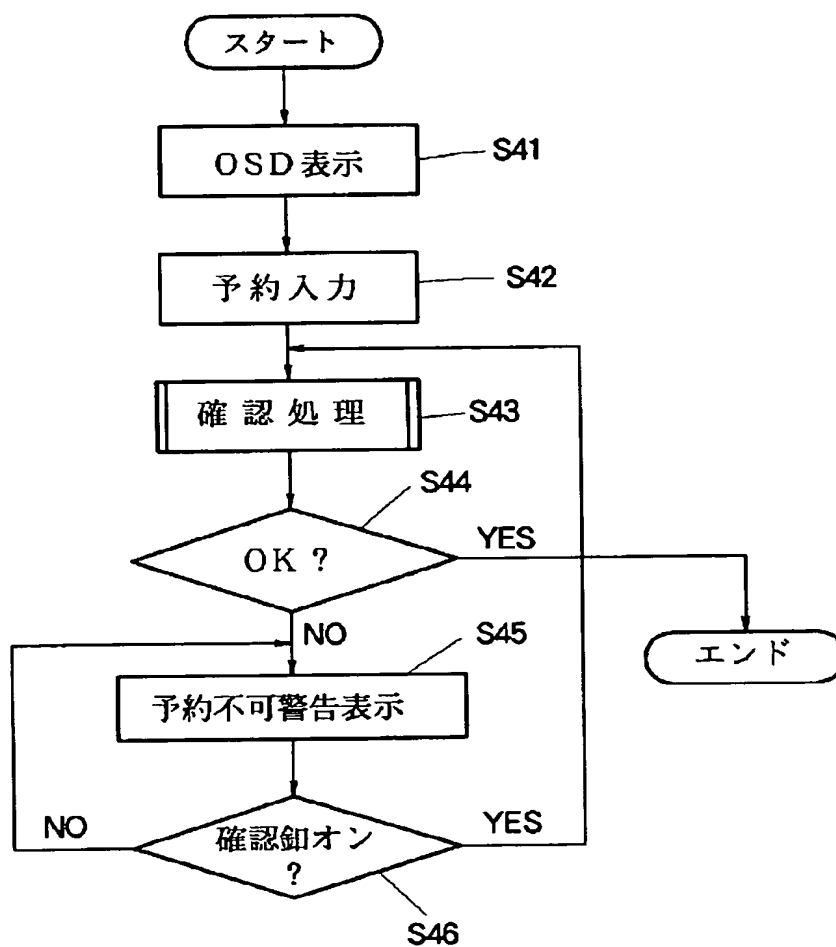 スタート
OSD表示
S41
予約入力
S42
確認処理
S43
S44
OK？
YES
NO
S45
エンド
予約不可警告表示
NO
確認釦オン
？
YES
S46